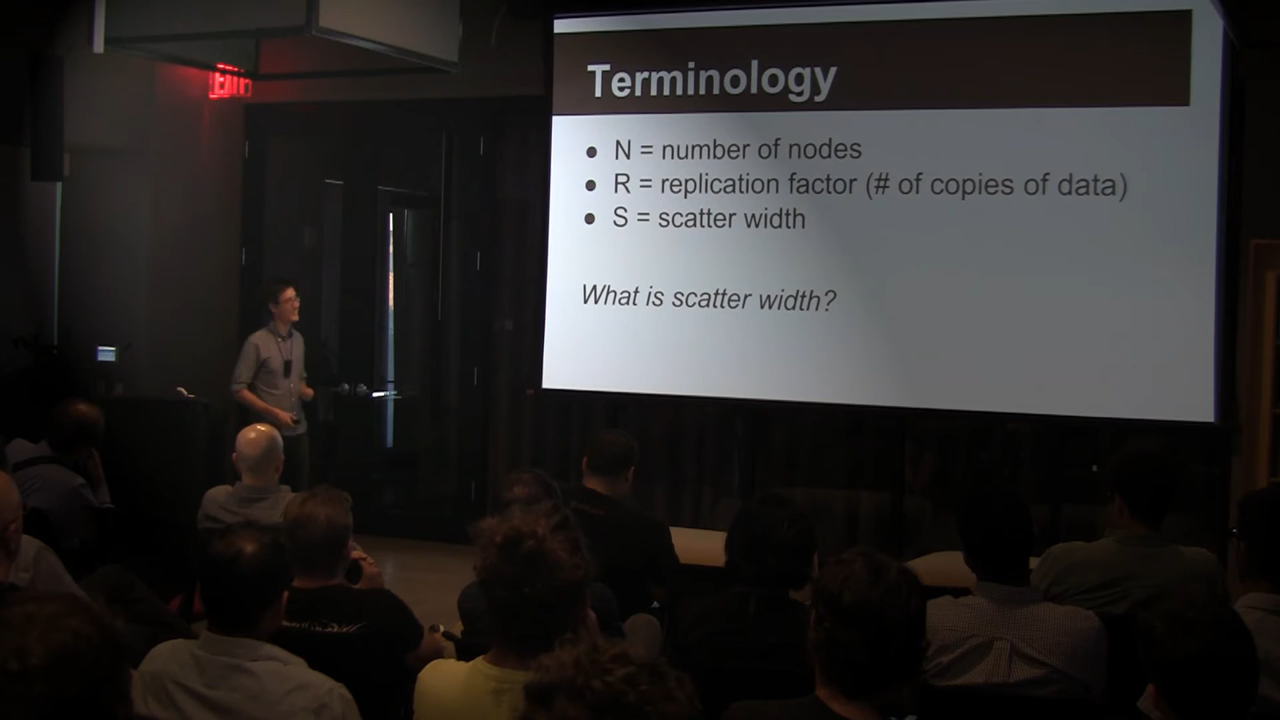 EXIT
Terminology
● N = number of nodes
● R = replication factor (# of copies of data)
● S = scatter width
What is scatter width?